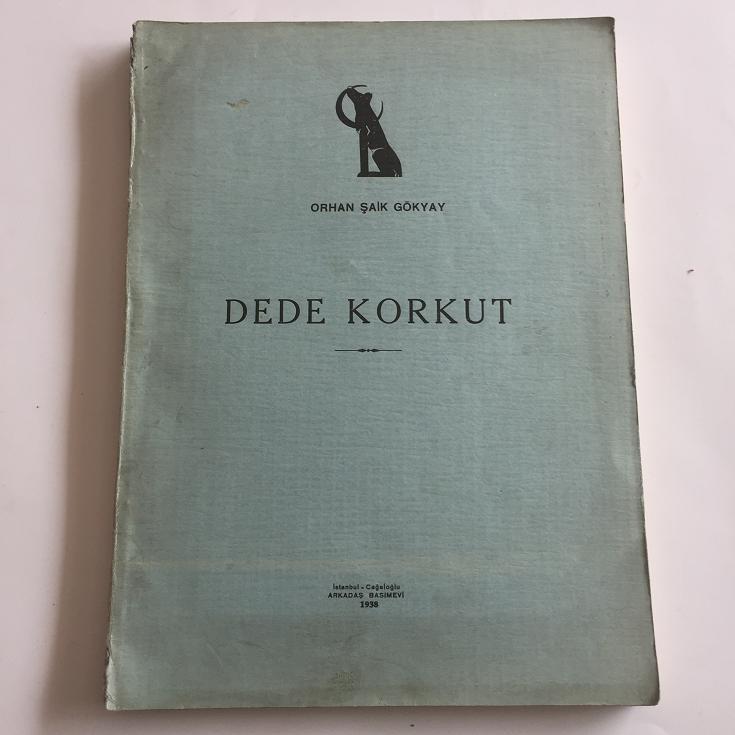 ORHAN ŞAİK GÖKYAY
DEDE KORKUT
İstanbul - Cağaloğlu
ARKADAŞ BASIMEVİ
1938